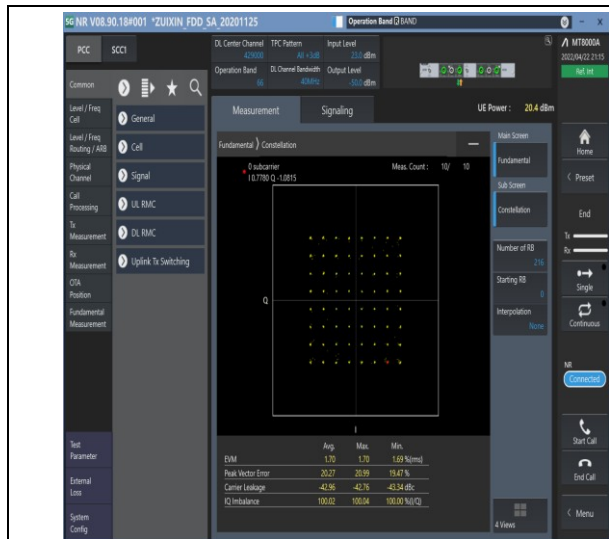 5G NR V08.90.18#001 *ZUIXIN_FDD_SA_20201125
Operation Band BAND
PCC
SCC1
DL Center Channel
429000
TPC Pattern
All +3dB
Input Level
23.0 dBm
Operation Band
66
DL Channel Bandwidth
40MHz
Output Level
-50.0 dBm
MT8000A
2022/04/22 21:15
Ref. Int
Common
Level / Freq
Cell
Level / Freq
Routing / ARB
Physical
Channel
Call
Processing
Tx
Measurement
Rx
Measurement
OTA
Position
Fundamental
Measurement
Test
Parameter
External
Loss
System
Config
General
Cell
Signal
UL RMC
DL RMC
Uplink Tx Switching
Measurement
Signaling
UE Power : 20.4 dBm
Fundamental Constellation
0 subcarrier
I 0.7780 Q -1.0815
Meas. Count : 10/ 10
Q
I
Avg. Max. Min.
EVM 1.70 1.70 1.69 %(rms)
Peak Vector Error 20.27 20.99 19.47 %
Carrier Leakage -42.96 -42.76 -43.34 dBc
IQ Imbalance 100.02 100.04 100.00 %(I/Q)
Main Screen
Fundamental
Sub Screen
Constellation
Number of RB
216
Starting RB
0
Interpolation
None
4 Views
Home
Preset
End
Tx
Rx
Single
Continuous
NR
Connected
Start Call
End Call
Menu